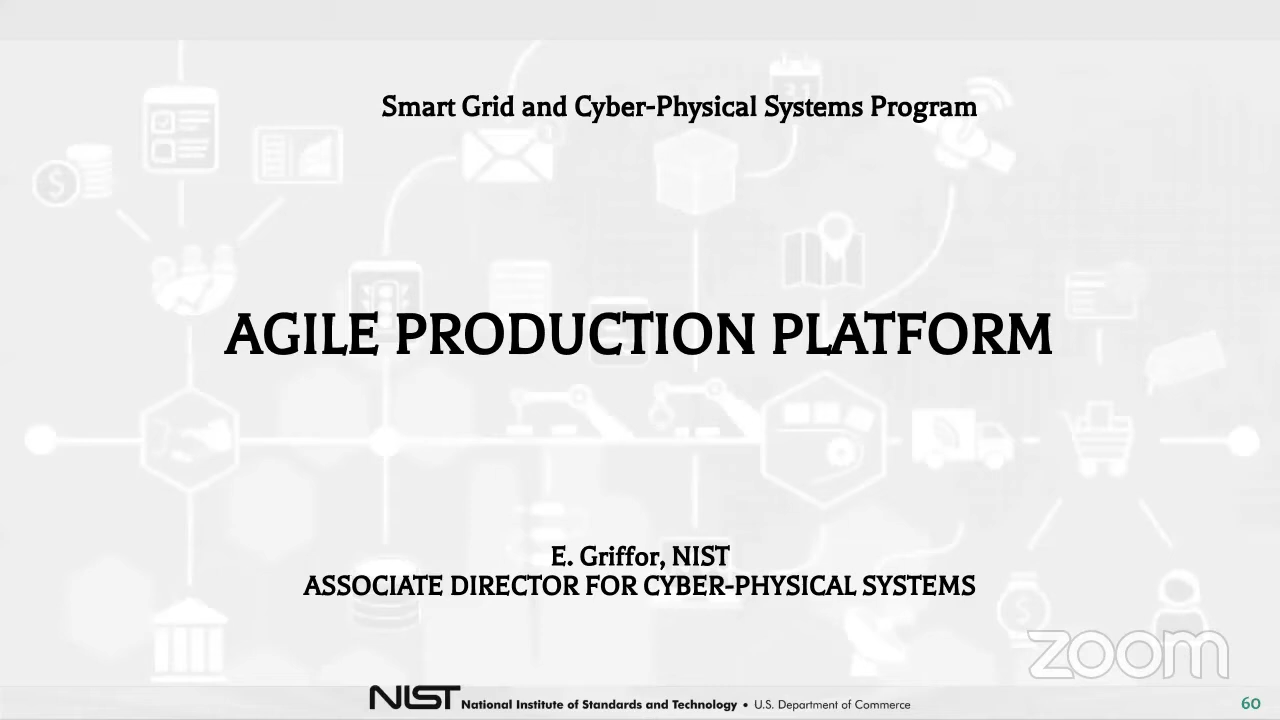 Smart Grid and Cyber-Physical Systems Program
AGILE PRODUCTION PLATFORM
E. Griffor, NIST
ASSOCIATE DIRECTOR FOR CYBER-PHYSICAL SYSTEMS
zoom
NIST National Institute of Standards and Technology • U.S. Department of Commerce
60